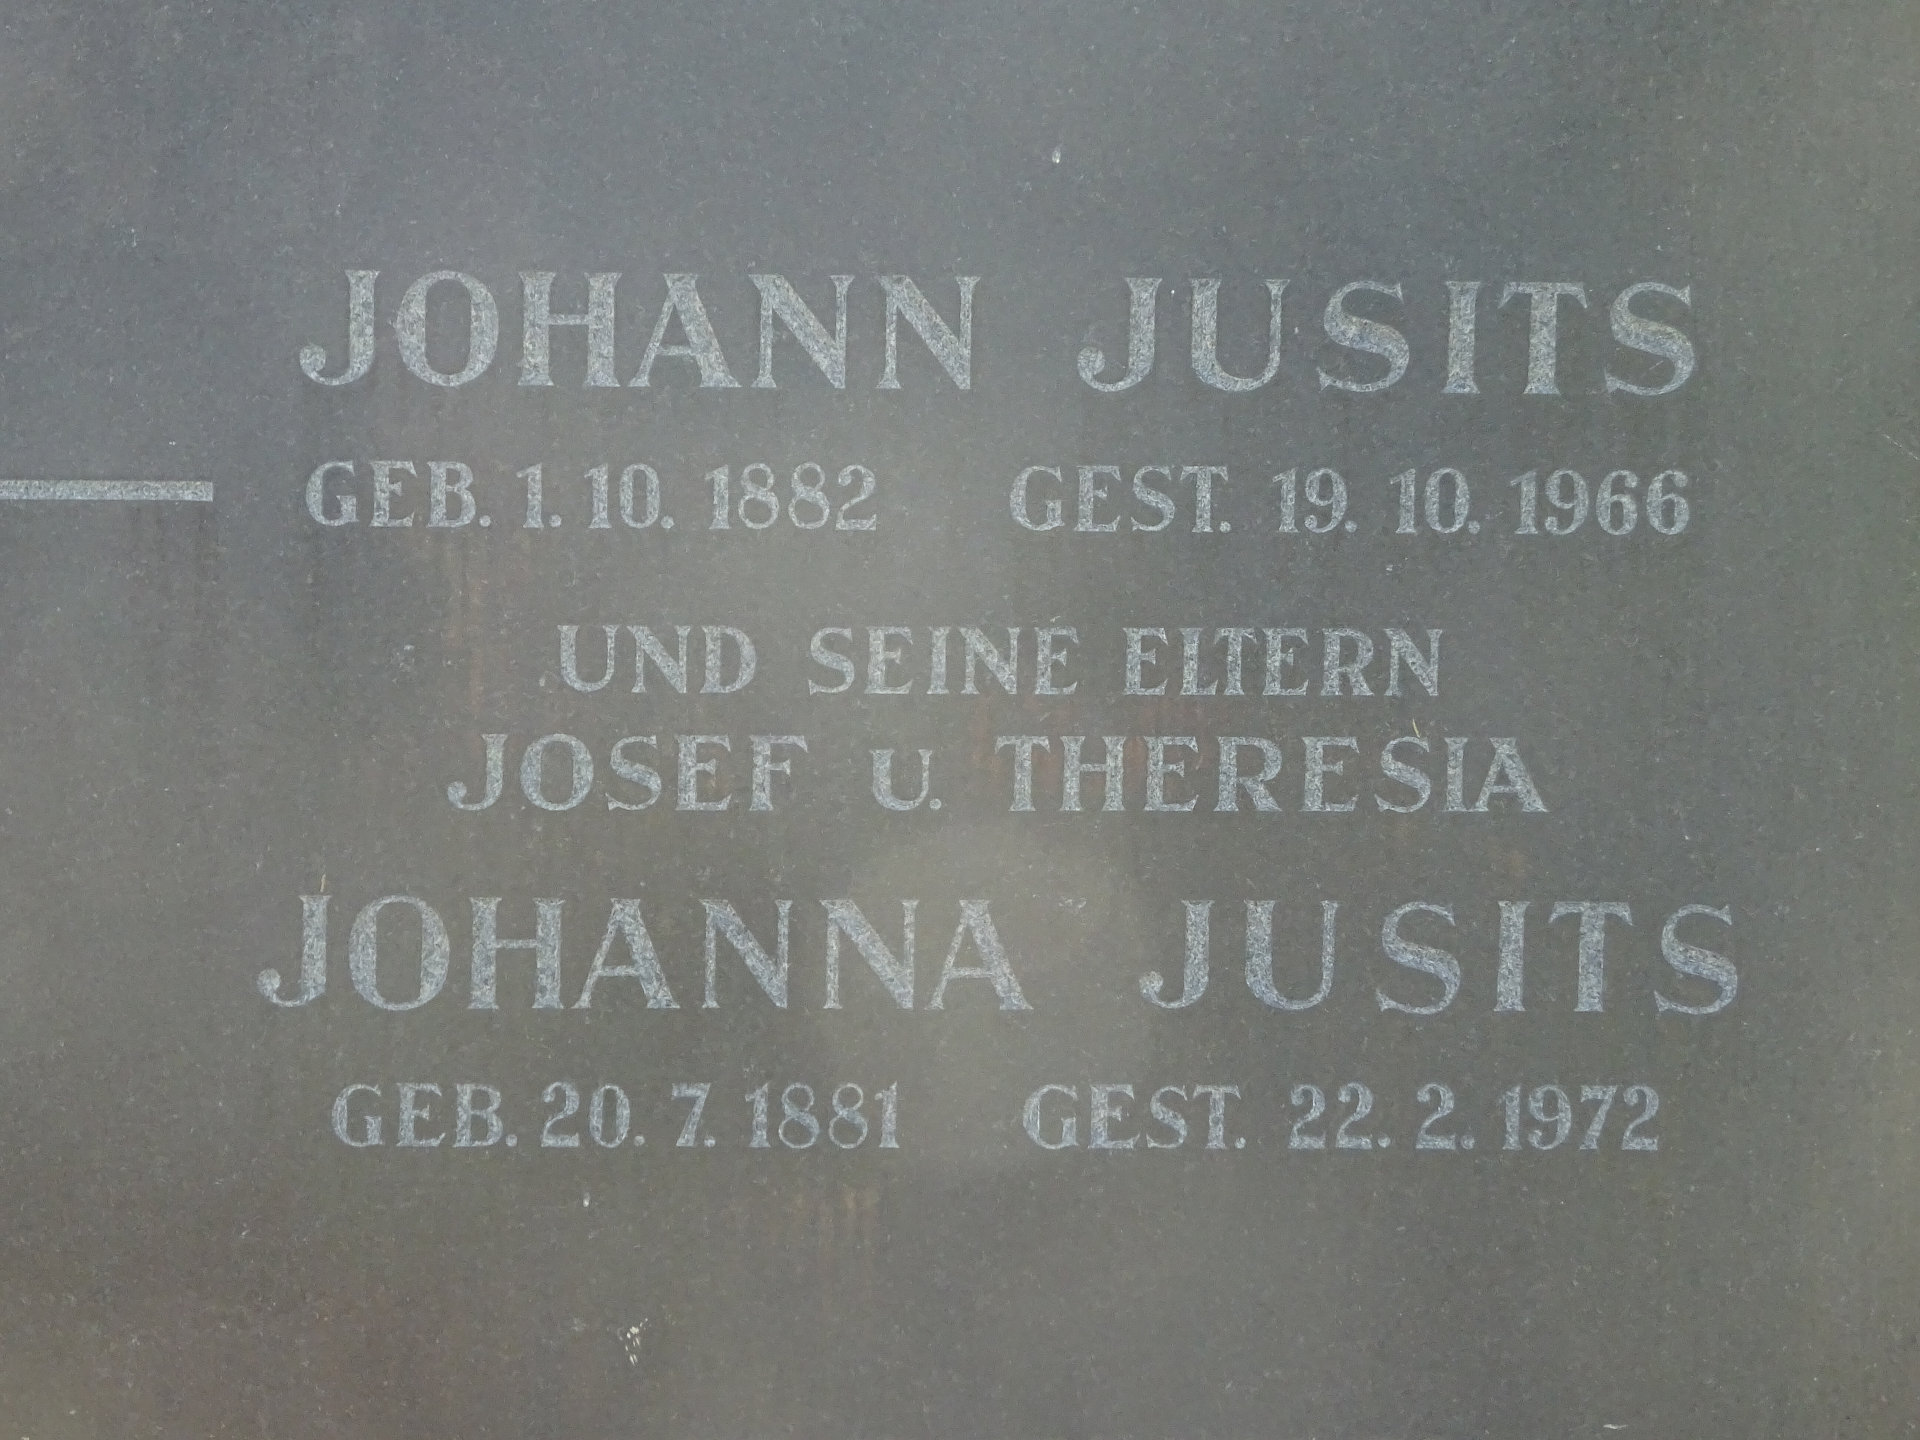 JOHANN JUSITS
GEB. 1. 10. 1882 GEST. 19. 10. 1966
UND SEINE ELTERN
JOSEF U. THERESIA
JOHANNA JUSITS
GEB. 20. 7. 1881 GEST. 22. 2. 1972